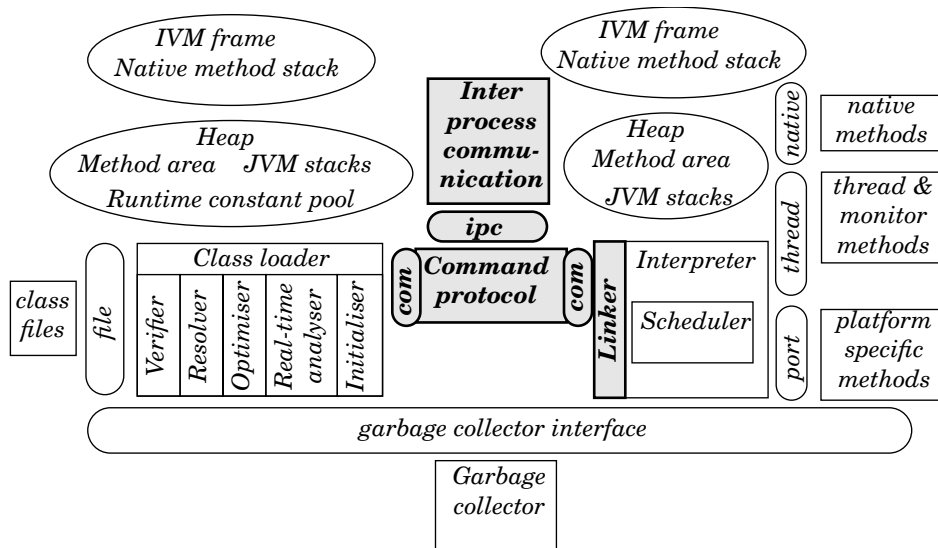 IVM frame
Native method stack
IVM frame
Native method stack
Heap
Method area JVM stacks
Runtime constant pool
Inter
process
commu-
nication
Heap
Method area
JVM stacks
native
native
methods
ipc
thread
thread &
monitor
methods
class
files
file
Class loader
Verifier
Resolver
Optimiser
Real-time
analyser
Initialiser
com
Command
protocol
com
Linker
Interpreter
Scheduler
port
platform
specific
methods
garbage collector interface
Garbage
collector